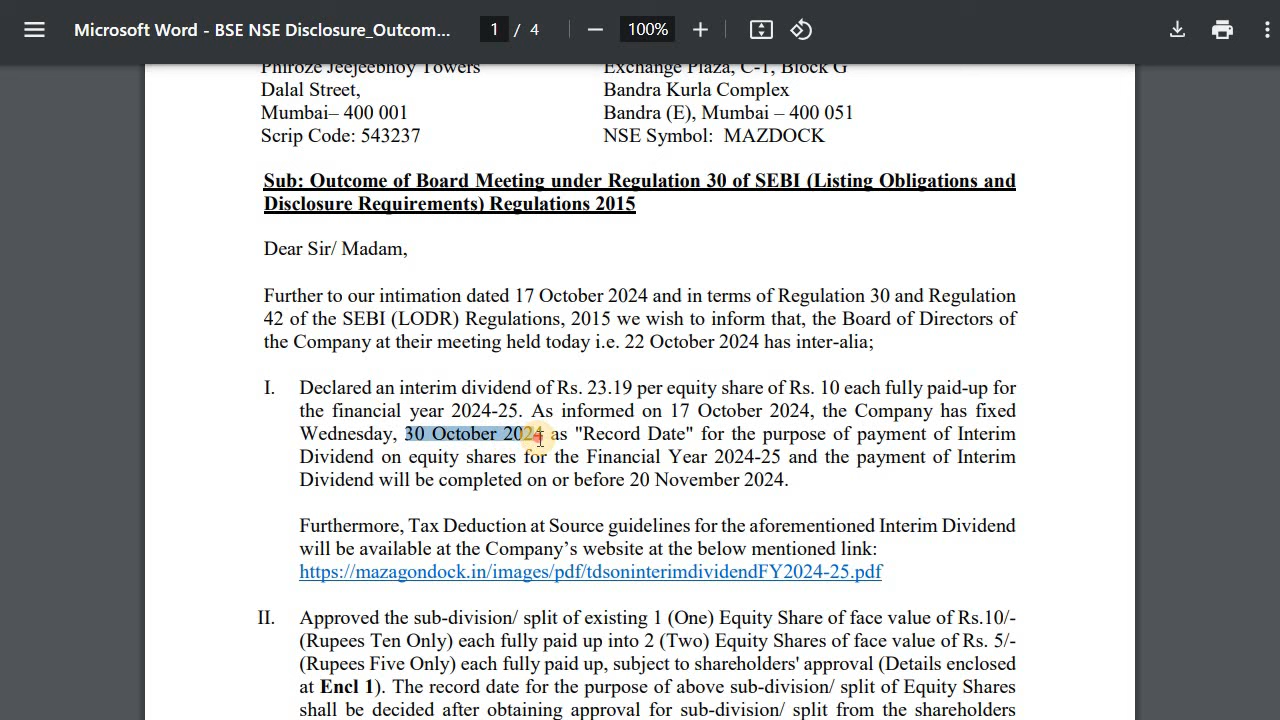 Microsoft Word - BSE NSE Disclosure_Outcom...
1 / 4
100%
Phiroze Jeejeebhoy Towers
Exchange Plaza, C-1, Block G
Dalal Street,
Bandra Kurla Complex
Mumbai– 400 001
Bandra (E), Mumbai – 400 051
Scrip Code: 543237
NSE Symbol: MAZDOCK
Sub: Outcome of Board Meeting under Regulation 30 of SEBI (Listing Obligations and
Disclosure Requirements) Regulations 2015
Dear Sir/ Madam,
Further to our intimation dated 17 October 2024 and in terms of Regulation 30 and Regulation
42 of the SEBI (LODR) Regulations, 2015 we wish to inform that, the Board of Directors of
the Company at their meeting held today i.e. 22 October 2024 has inter-alia;
I. Declared an interim dividend of Rs. 23.19 per equity share of Rs. 10 each fully paid-up for
the financial year 2024-25. As informed on 17 October 2024, the Company has fixed
Wednesday, 30 October 2024 as "Record Date" for the purpose of payment of Interim
Dividend on equity shares for the Financial Year 2024-25 and the payment of Interim
Dividend will be completed on or before 20 November 2024.
Furthermore, Tax Deduction at Source guidelines for the aforementioned Interim Dividend
will be available at the Company’s website at the below mentioned link:
https://mazagondock.in/images/pdf/tdsoninterimdividendFY2024-25.pdf
II. Approved the sub-division/ split of existing 1 (One) Equity Share of face value of Rs.10/-
(Rupees Ten Only) each fully paid up into 2 (Two) Equity Shares of face value of Rs. 5/-
(Rupees Five Only) each fully paid up, subject to shareholders' approval (Details enclosed
at Encl 1). The record date for the purpose of above sub-division/ split of Equity Shares
shall be decided after obtaining approval for sub-division/ split from the shareholders